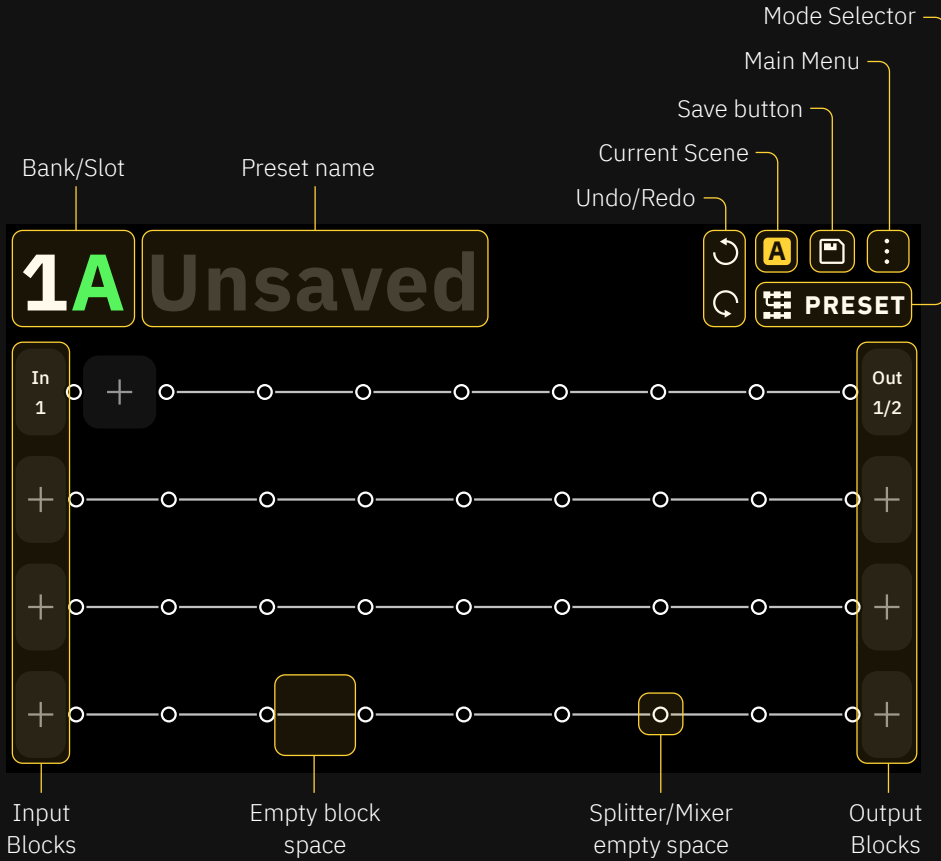 Mode Selector
Main Menu
Save button
Current Scene
Undo/Redo
Bank/Slot
Preset name
1A
Unsaved
A
PRESET
In
1
Out
1/2
Input
Blocks
Empty block
space
Splitter/Mixer
empty space
Output
Blocks